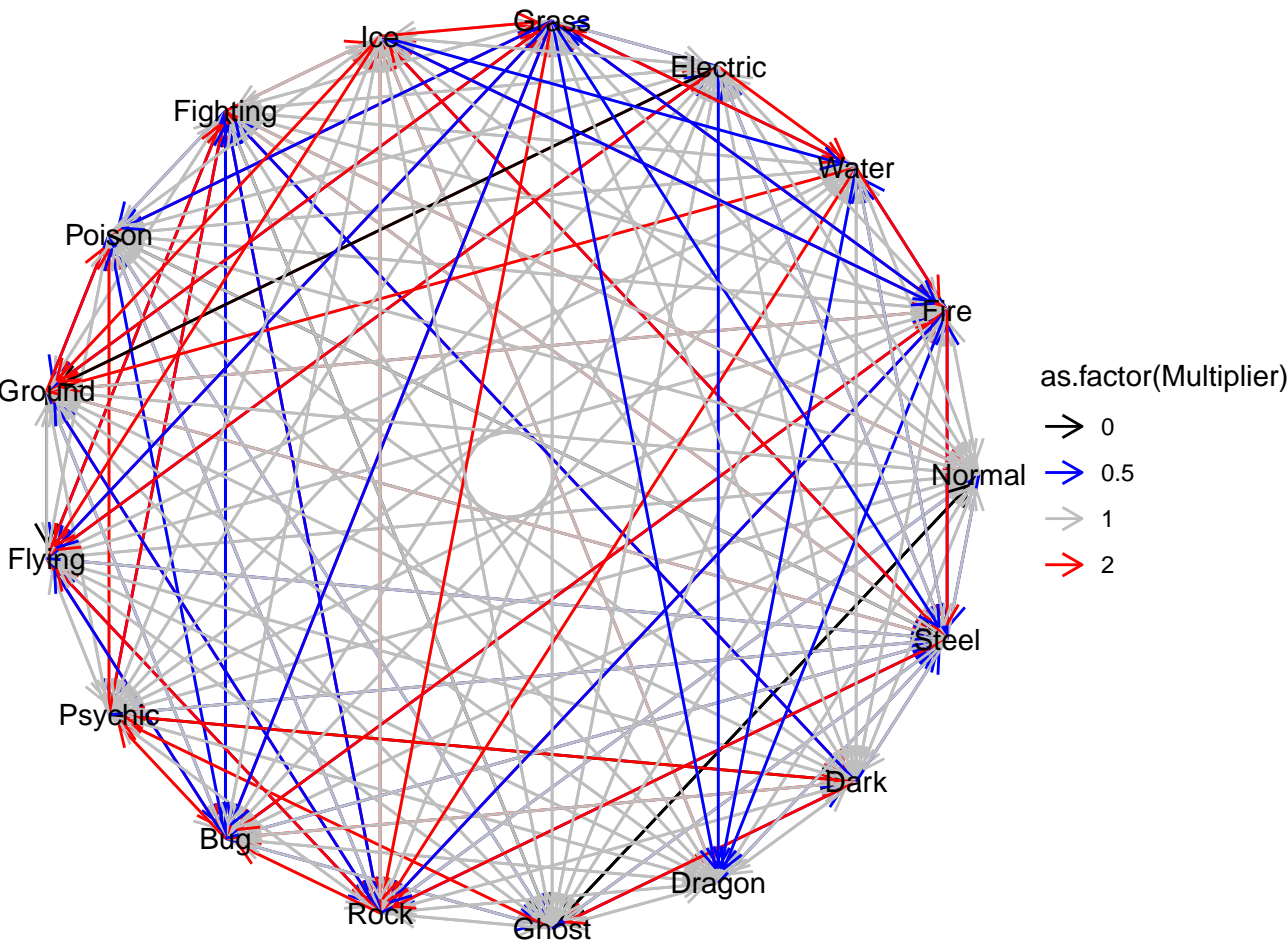 Grass
Ice
Electric
Fighting
Water
Poison
Fire
Ground
Normal
Flying
Steel
Psychic
Dark
Bug
Dragon
Rock
Ghost
as.factor(Multiplier)
0
0.5
1
2